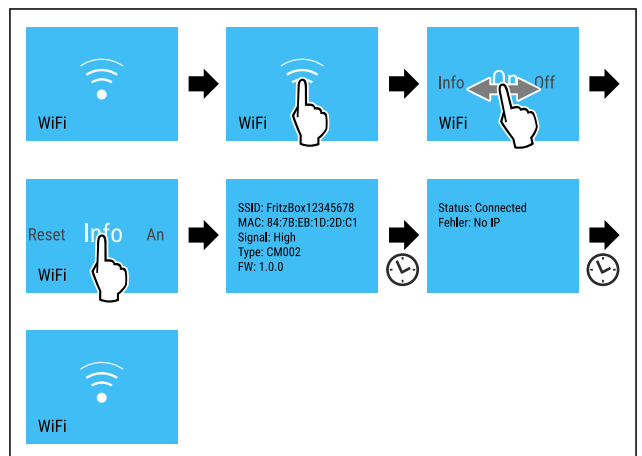 WiFi
WiFi
Info On Off
WiFi
Reset Info An
WiFi
SSID: FritzBox12345678
MAC: 84:7B:EB:1D:2D:C1
Signal: High
Type: CM002
FW: 1.0.0
Status: Connected
Fehler: No IP
WiFi